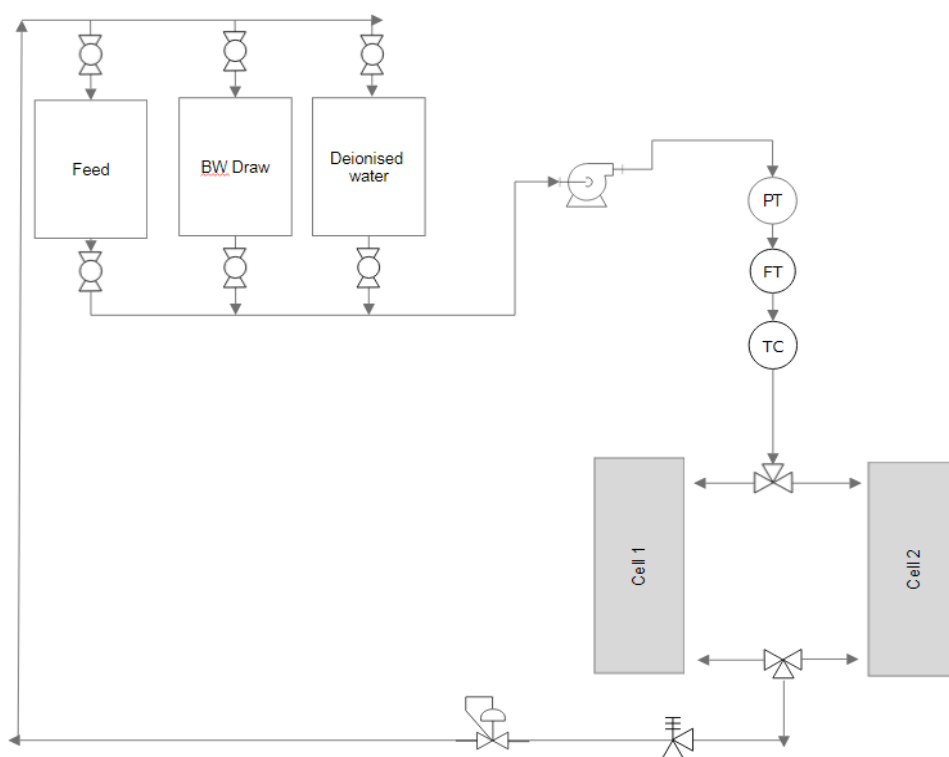 Feed
BW Draw
Deionised
water
PT
FT
TC
Cell 1
Cell 2